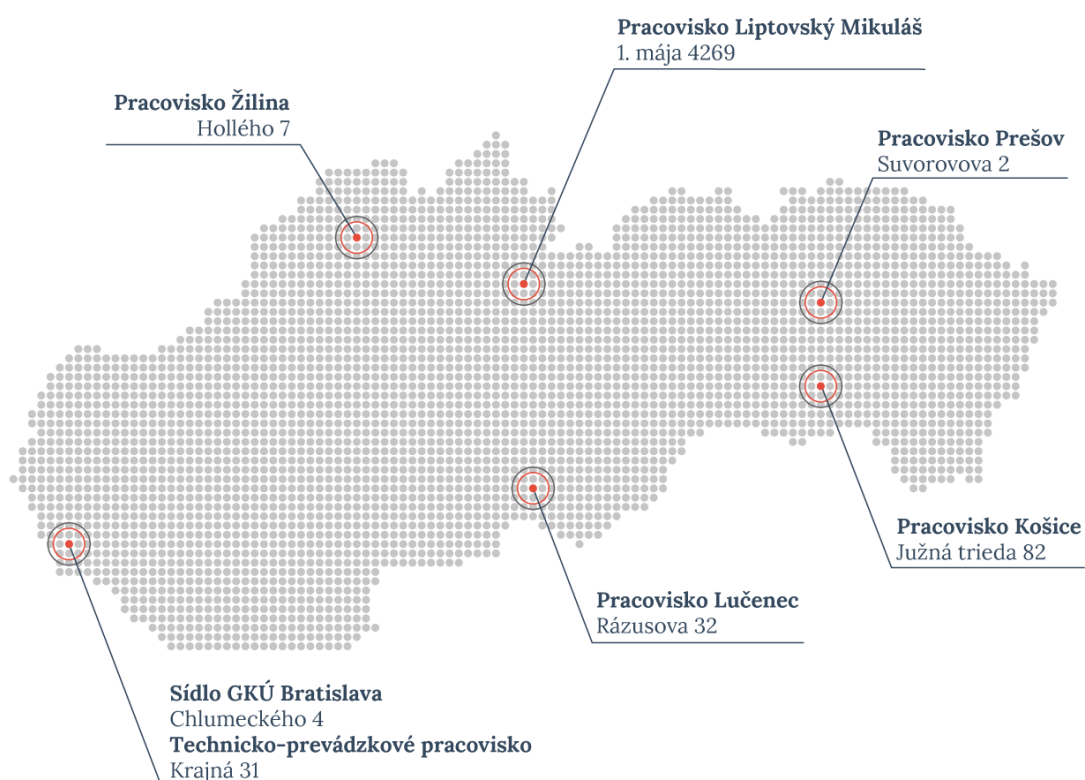 Pracovisko Liptovský Mikuláš
1. mája 4269
Pracovisko Žilina
Hollého 7
Pracovisko Prešov
Suvorovova 2
Pracovisko Košice
Južná trieda 82
Pracovisko Lučenec
Rázusova 32
Sídlo GKÚ Bratislava
Chlumeckého 4
Technicko-prevádzkové pracovisko
Krajná 31